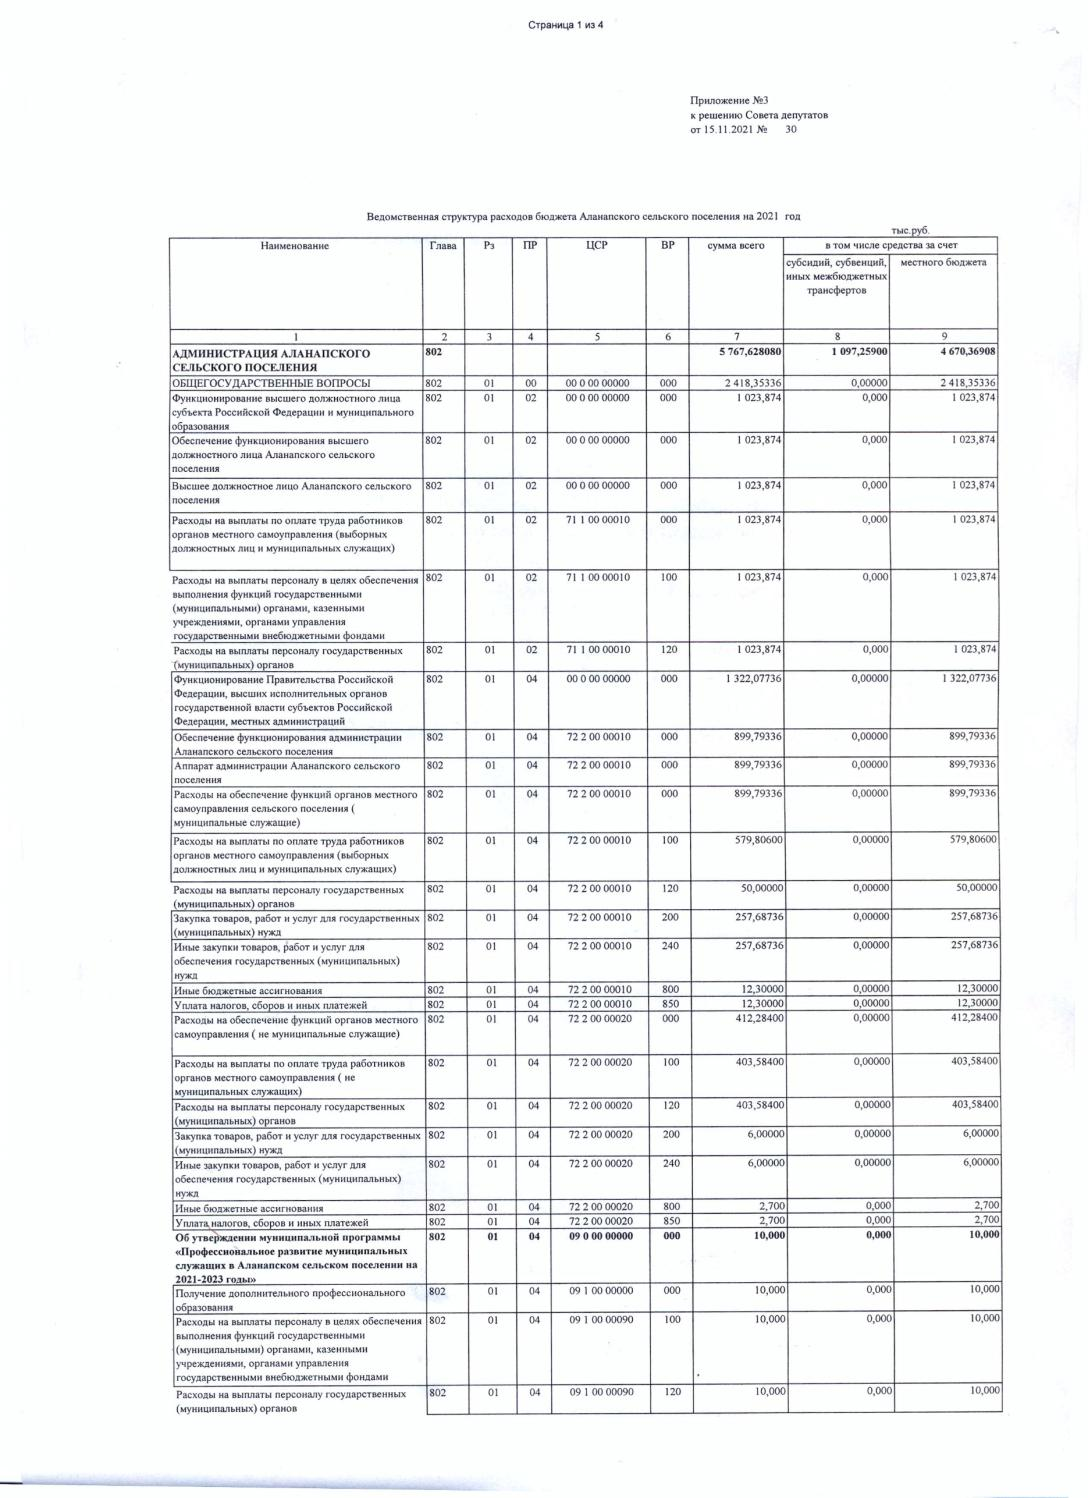 Страница 1 из 4
Приложение №3
к решению Совета депутатов
от 15.11.2021 № 30
Ведомственная структура расходов бюджета Аланапского сельского поселения на 2021 год
тыс.руб.
Наименование Глава Рз ПР ЦСР ВР сумма всего в том числе средства за счет
субсидий, субвенций, местного бюджета
иных межбюджетных
трансфертов
1 2 3 4 5 6 7 8 9
АДМИНИСТРАЦИЯ АЛАНАПСКОГО 802 5 767,628080 1 097,25900 4 670,36908
СЕЛЬСКОГО ПОСЕЛЕНИЯ
ОБЩЕГОСУДАРСТВЕННЫЕ ВОПРОСЫ 802 01 00 00 0 00 00000 000 2 418,35336 0,00000 2 418,35336
Функционирование высшего должностного лица 802 01 02 00 0 00 00000 000 1 023,874 0,000 1 023,874
субъекта Российской Федерации и муниципального
образования
Обеспечение функционирования высшего 802 01 02 00 0 00 00000 000 1 023,874 0,000 1 023,874
должностного лица Аланапского сельского
поселения
Высшее должностное лицо Аланапского сельского 802 01 02 00 0 00 00000 000 1 023,874 0,000 1 023,874
поселения
Расходы на выплаты по оплате труда работников 802 01 02 71 1 00 00010 000 1 023,874 0,000 1 023,874
органов местного самоуправления (выборных
должностных лиц и муниципальных служащих)
Расходы на выплаты персоналу в целях обеспечения 802 01 02 71 1 00 00010 100 1 023,874 0,000 1 023,874
выполнения функций государственными
(муниципальными) органами, казенными
учреждениями, органами управления
государственными внебюджетными фондами
Расходы на выплаты персоналу государственных 802 01 02 71 1 00 00010 120 1 023,874 0,000 1 023,874
(муниципальных) органов
Функционирование Правительства Российской 802 01 04 00 0 00 00000 000 1 322,07736 0,00000 1 322,07736
Федерации, высших исполнительных органов
государственной власти субъектов Российской
Федерации, местных администраций
Обеспечение функционирования администрации 802 01 04 72 2 00 00010 000 899,79336 0,00000 899,79336
Аланапского сельского поселения
Аппарат администрации Аланапского сельского 802 01 04 72 2 00 00010 000 899,79336 0,00000 899,79336
поселения
Расходы на обеспечение функций органов местного 802 01 04 72 2 00 00010 000 899,79336 0,00000 899,79336
самоуправления сельского поселения (
муниципальные служащие)
Расходы на выплаты по оплате труда работников 802 01 04 72 2 00 00010 100 579,80600 0,00000 579,80600
органов местного самоуправления (выборных
должностных лиц и муниципальных служащих)
Расходы на выплаты персоналу государственных 802 01 04 72 2 00 00010 120 50,00000 0,00000 50,00000
(муниципальных) органов
Закупка товаров, работ и услуг для государственных 802 01 04 72 2 00 00010 200 257,68736 0,00000 257,68736
(муниципальных) нужд
Иные закупки товаров, работ и услуг для 802 01 04 72 2 00 00010 240 257,68736 0,00000 257,68736
обеспечения государственных (муниципальных)
нужд
Иные бюджетные ассигнования 802 01 04 72 2 00 00010 800 12,30000 0,00000 12,30000
Уплата налогов, сборов и иных платежей 802 01 04 72 2 00 00010 850 12,30000 0,00000 12,30000
Расходы на обеспечение функций органов местного 802 01 04 72 2 00 00020 000 412,28400 0,00000 412,28400
самоуправления ( не муниципальные служащие)
Расходы на выплаты по оплате труда работников 802 01 04 72 2 00 00020 100 403,58400 0,00000 403,58400
органов местного самоуправления ( не
муниципальных служащих)
Расходы на выплаты персоналу государственных 802 01 04 72 2 00 00020 120 403,58400 0,00000 403,58400
(муниципальных) органов
Закупка товаров, работ и услуг для государственных 802 01 04 72 2 00 00020 200 6,00000 0,00000 6,00000
(муниципальных) нужд
Иные закупки товаров, работ и услуг для 802 01 04 72 2 00 00020 240 6,00000 0,00000 6,00000
обеспечения государственных (муниципальных)
нужд
Иные бюджетные ассигнования 802 01 04 72 2 00 00020 800 2,700 0,000 2,700
Уплата налогов, сборов и иных платежей 802 01 04 72 2 00 00020 850 2,700 0,000 2,700
Об утверждении муниципальной программы 802 01 04 09 0 00 00000 000 10,000 0,000 10,000
«Профессиональное развитие муниципальных
служащих в Аланапском сельском поселении на
2021-2023 годы»
Получение дополнительного профессионального 802 01 04 09 1 00 00000 000 10,000 0,000 10,000
образования
Расходы на выплаты персоналу в целях обеспечения 802 01 04 09 1 00 00090 100 10,000 0,000 10,000
выполнения функций государственными
(муниципальными) органами, казенными
учреждениями, органами управления
государственными внебюджетными фондами
Расходы на выплаты персоналу государственных 802 01 04 09 1 00 00090 120 10,000 0,000 10,000
(муниципальных) органов